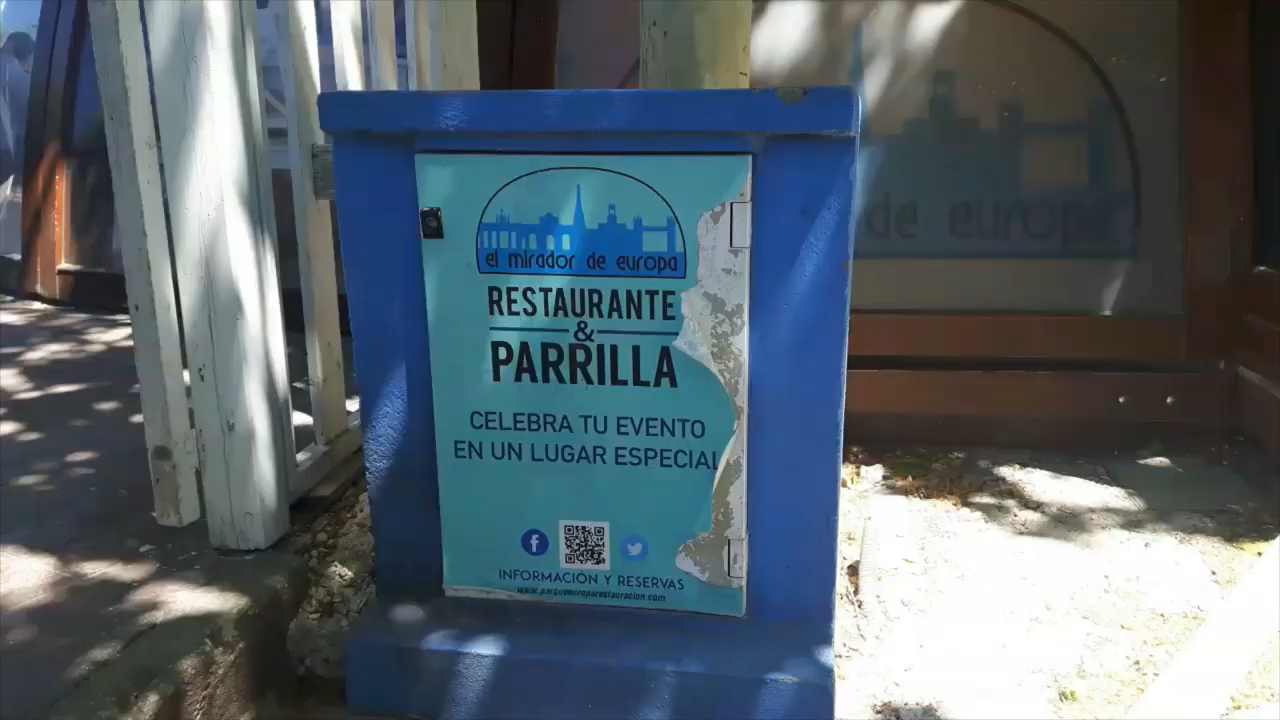 el mirador de europa
RESTAURANTE
&
PARRILLA
CELEBRA TU EVENTO
EN UN LUGAR ESPECIAL
INFORMACIÓN Y RESERVAS
www.parqueeuroparestauracion.com
de europa